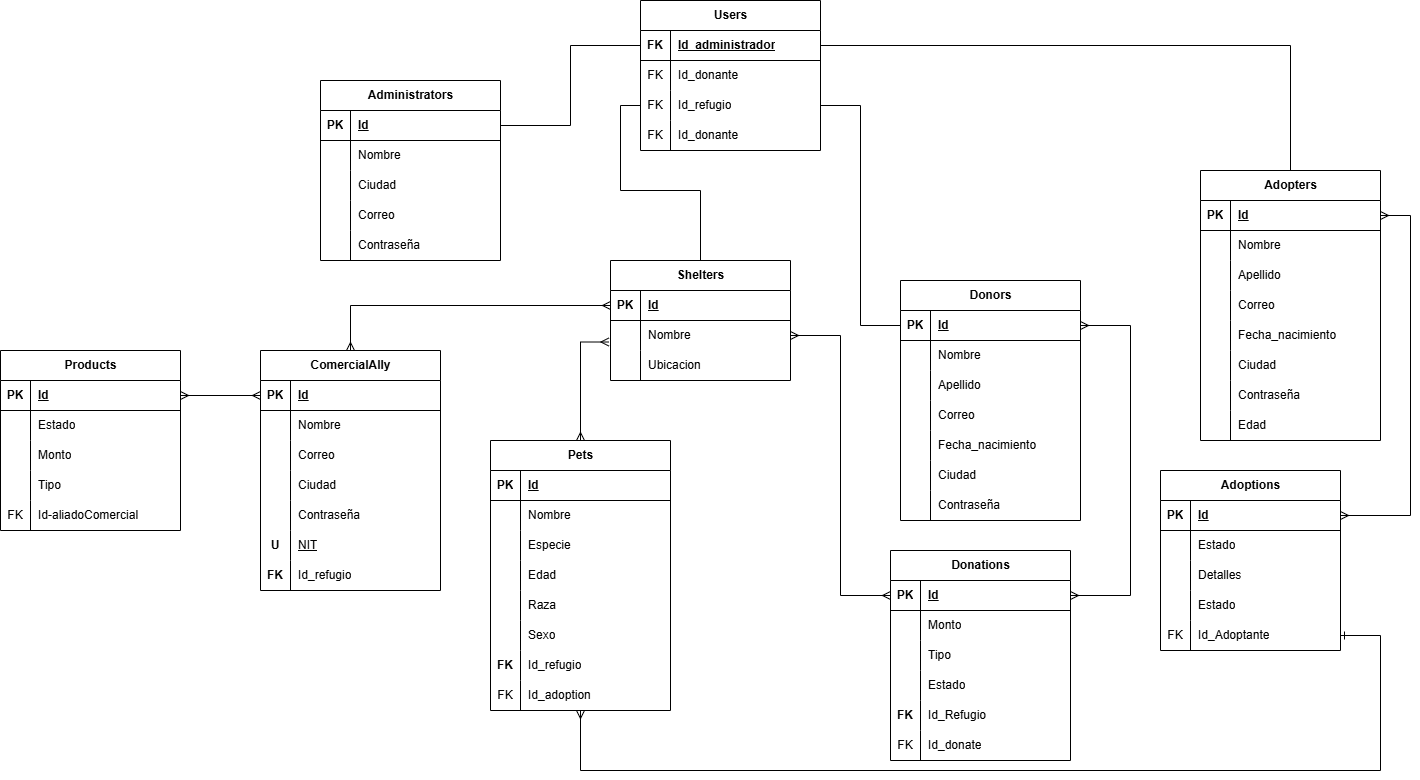 Users
FK Id_administrador
FK Id_donante
FK Id_refugio
FK Id_donante
Administrators
PK Id
Nombre
Ciudad
Correo
Contraseña
Adopters
PK Id
Nombre
Apellido
Correo
Fecha_nacimiento
Ciudad
Contraseña
Edad
Shelters
PK Id
Nombre
Ubicacion
Donors
PK Id
Nombre
Apellido
Correo
Fecha_nacimiento
Ciudad
Contraseña
Products
PK Id
Estado
Monto
Tipo
FK Id-aliadoComercial
ComercialAlly
PK Id
Nombre
Correo
Ciudad
Contraseña
U NIT
FK Id_refugio
Pets
PK Id
Nombre
Especie
Edad
Raza
Sexo
FK Id_refugio
FK Id_adoption
Adoptions
PK Id
Estado
Detalles
Estado
FK Id_Adoptante
Donations
PK Id
Monto
Tipo
Estado
FK Id_Refugio
FK Id_donate